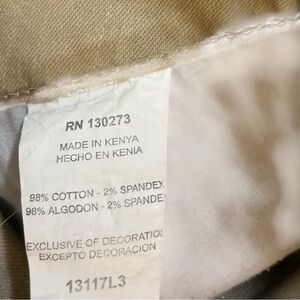 RN 130273
MADE IN KENYA
HECHO EN KENIA
98% COTTON - 2% SPANDEX
98% ALGODON - 2% SPANDEX
EXCLUSIVE OF DECORATION
EXCEPTO DECORACION
13117L3